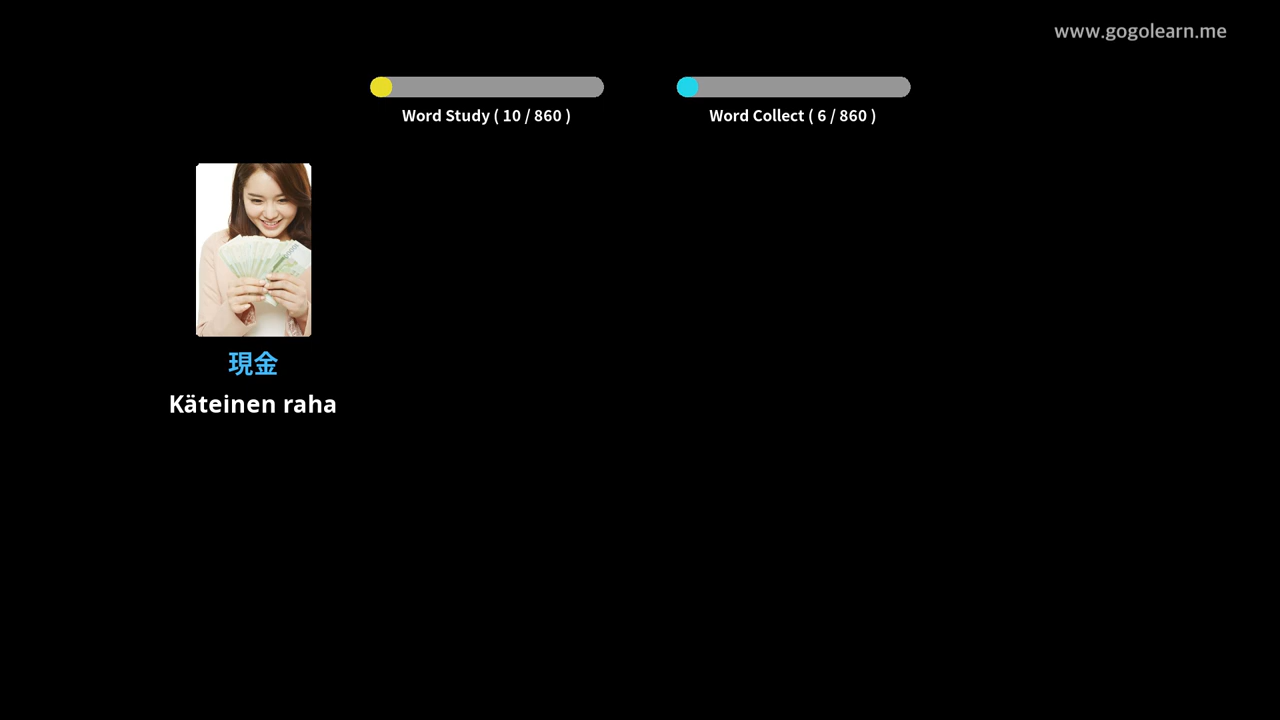 www.gogolearn.me
Word Study ( 10 / 860 )
Word Collect ( 6 / 860 )
現金
Käteinen raha